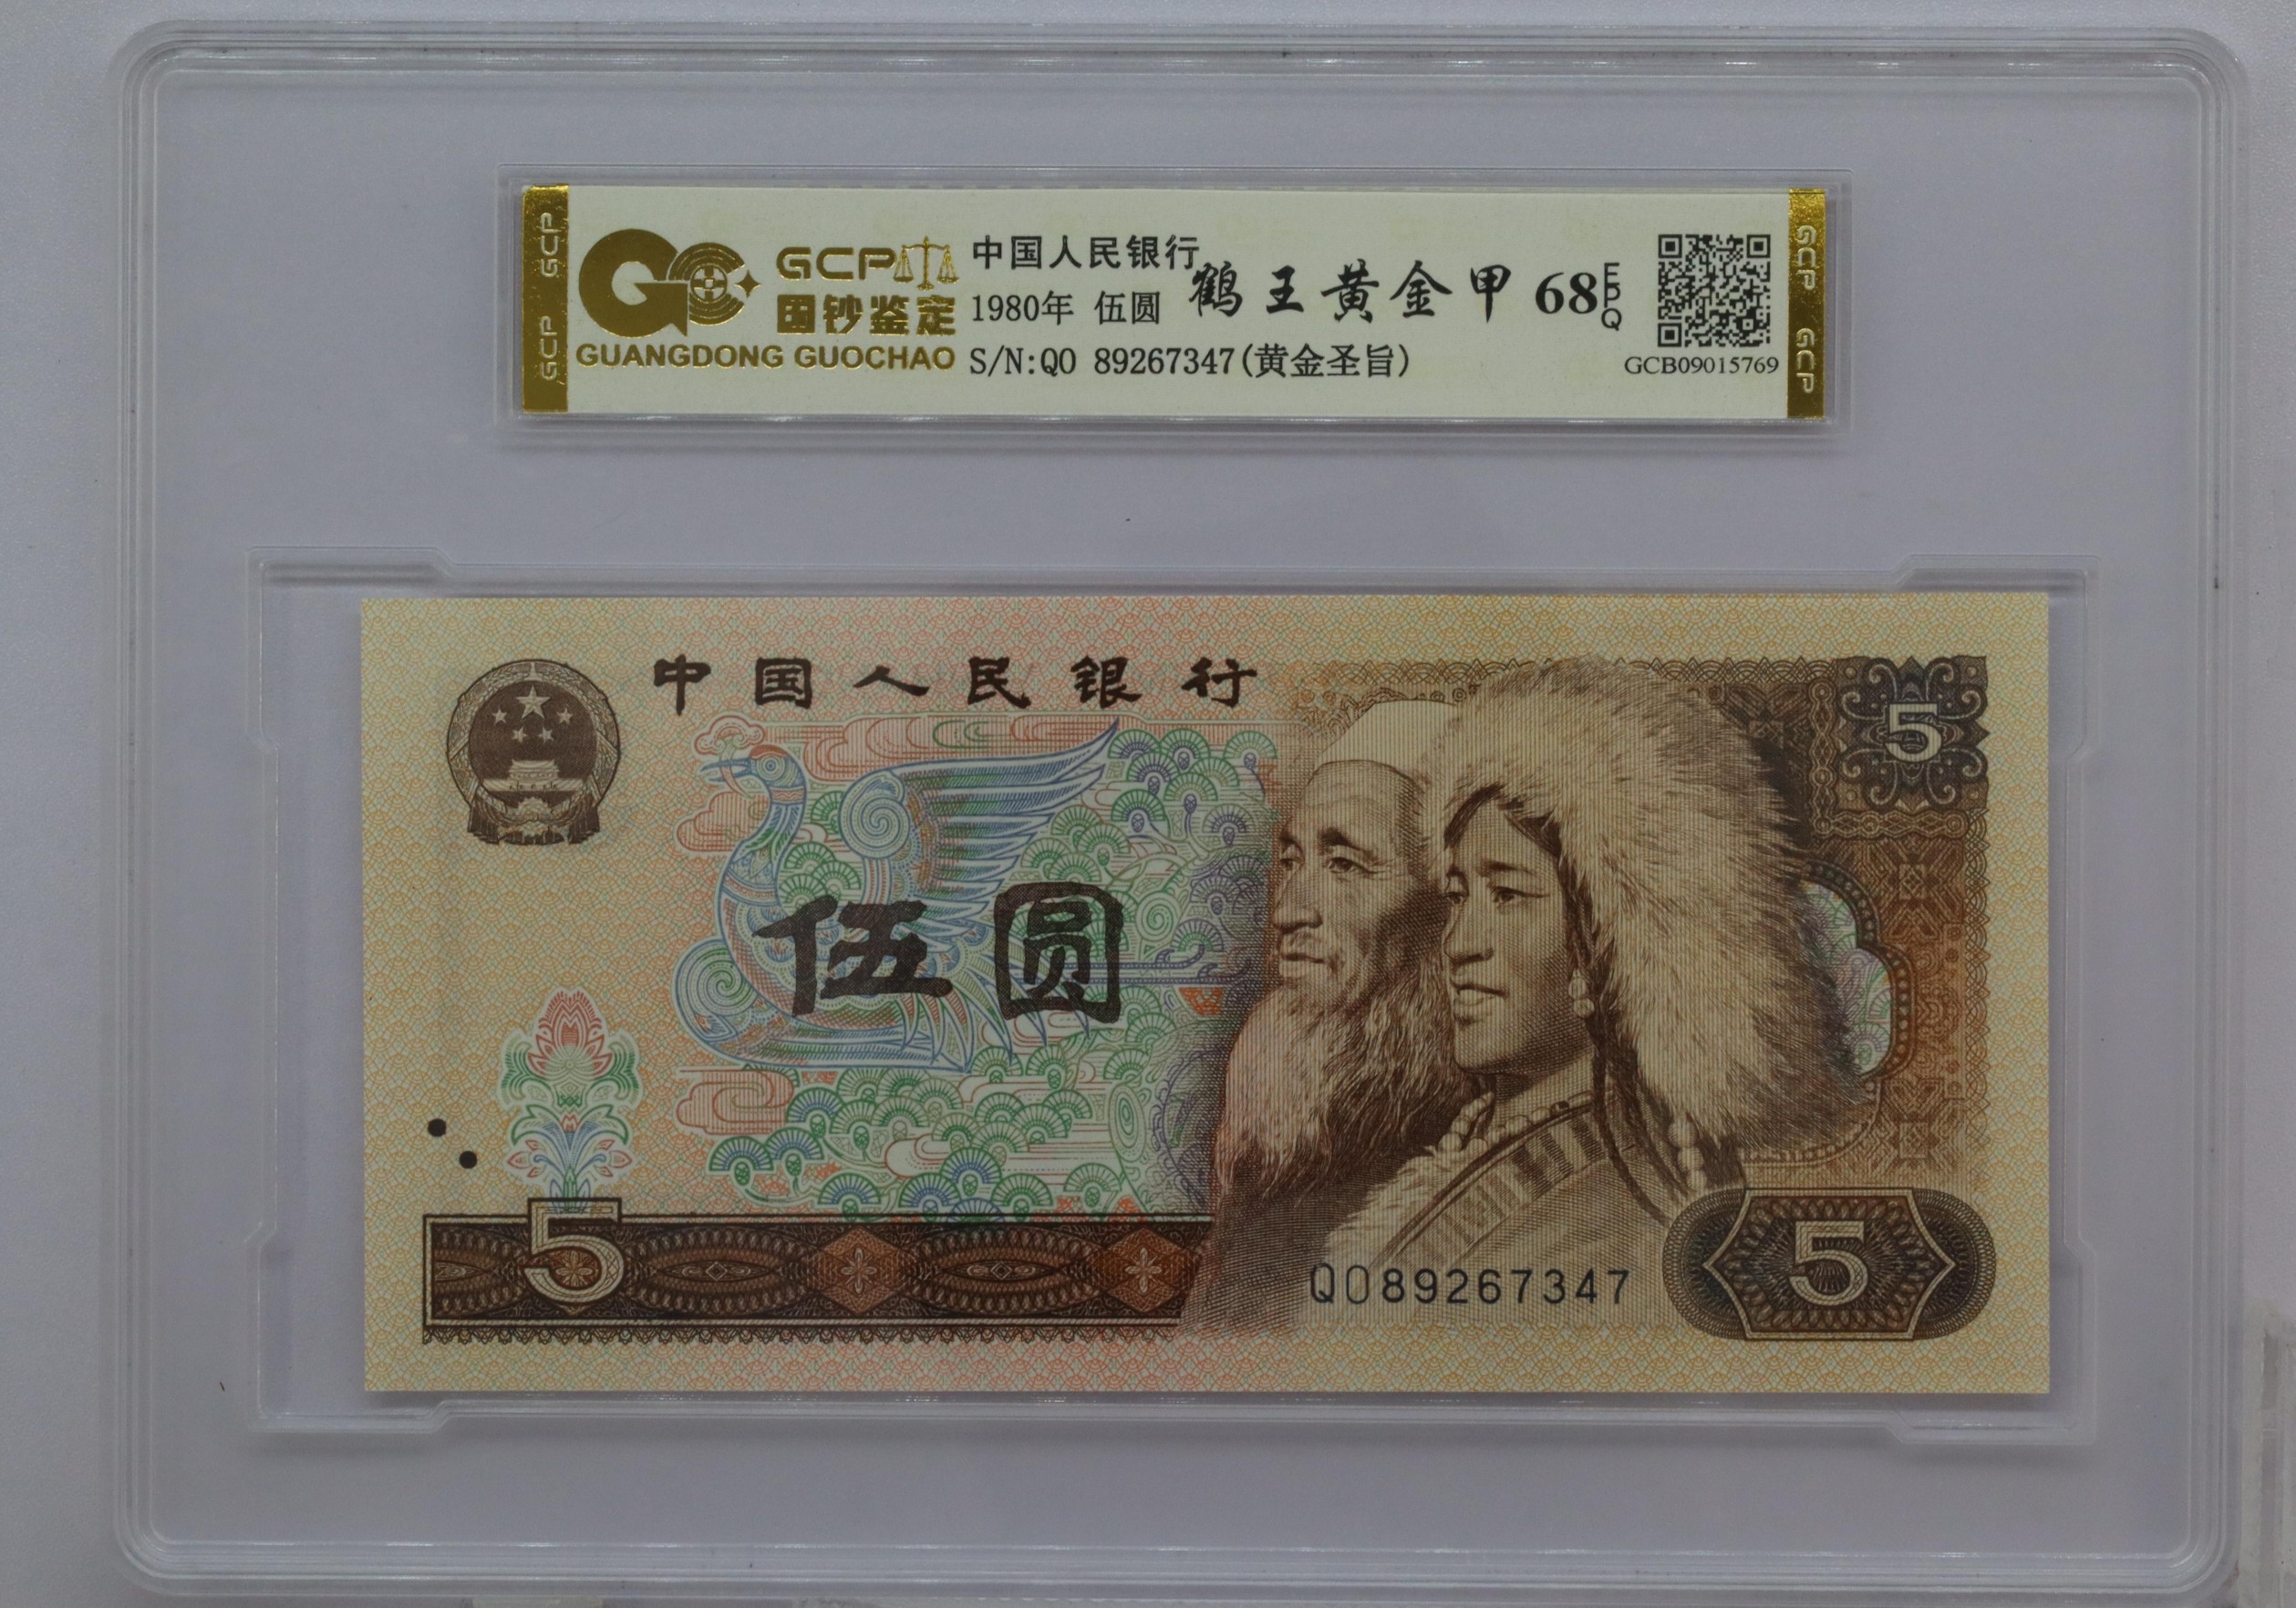 GCP GCP
GCP
国钞鉴定
GUANGDONG GUOCHAO
中国人民银行
1980年 伍圆
S/N:QO 89267347(黄金圣旨)
鹤王黄金甲 68
EPQ
GCB09015769
GCP GCP
中国人民银行
5
伍圆
5
QO89267347
5